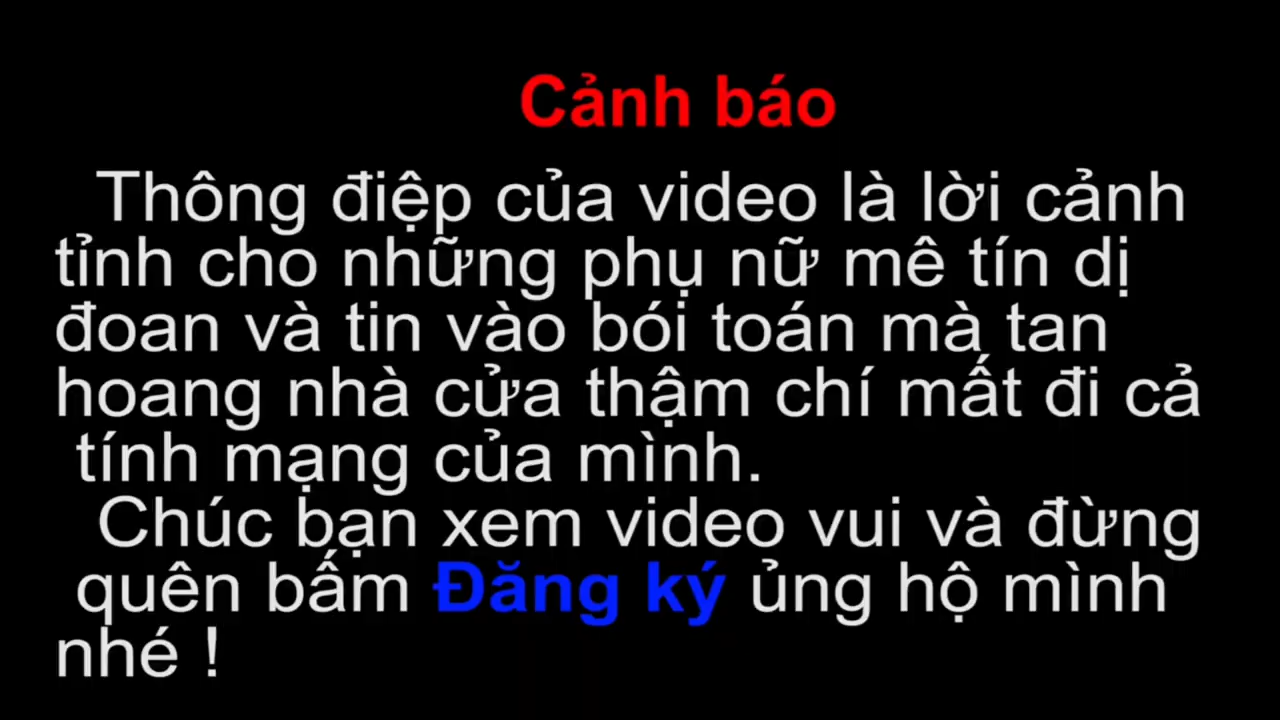 Cảnh báo
Thông điệp của video là lời cảnh
tỉnh cho những phụ nữ mê tín dị
đoan và tin vào bói toán mà tan
hoang nhà cửa thậm chí mất đi cả
tính mạng của mình.
Chúc bạn xem video vui và đừng
quên bấm Đăng ký ủng hộ mình
nhé !